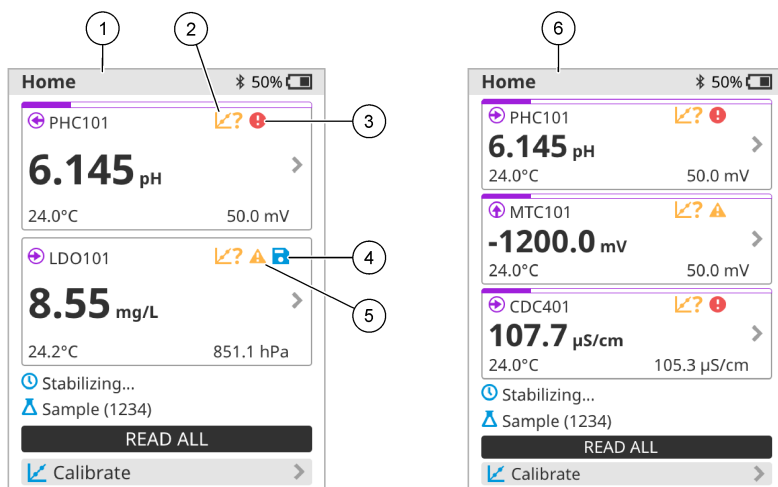 1
2
3
4
5
Home
50%
PHC101
?
6.145 pH
24.0°C 50.0 mV
LDO101
?
8.55 mg/L
24.2°C 851.1 hPa
Stabilizing...
Sample (1234)
READ ALL
Calibrate
6
Home
50%
PHC101
?
6.145 pH
24.0°C 50.0 mV
MTC101
?
-1200.0 mV
24.0°C 50.0 mV
CDC401
?
107.7 µS/cm
24.0°C 105.3 µS/cm
Stabilizing...
Sample (1234)
READ ALL
Calibrate